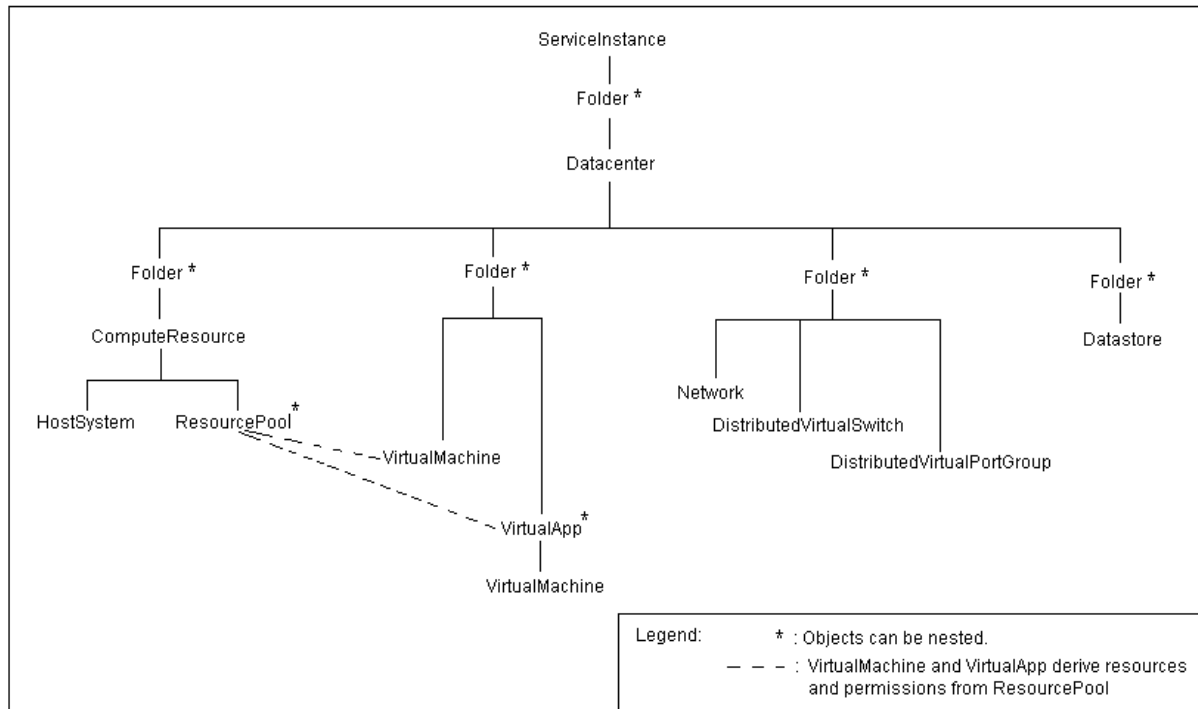 ServiceInstance
Folder *
Datacenter
Folder *
Folder *
Folder *
Folder *
ComputeResource
Datastore
HostSystem
ResourcePool *
Network
DistributedVirtualSwitch
VirtualMachine
DistributedVirtualPortGroup
VirtualApp *
VirtualMachine
Legend:
* : Objects can be nested.
– – – : VirtualMachine and VirtualApp derive resources
and permissions from ResourcePool